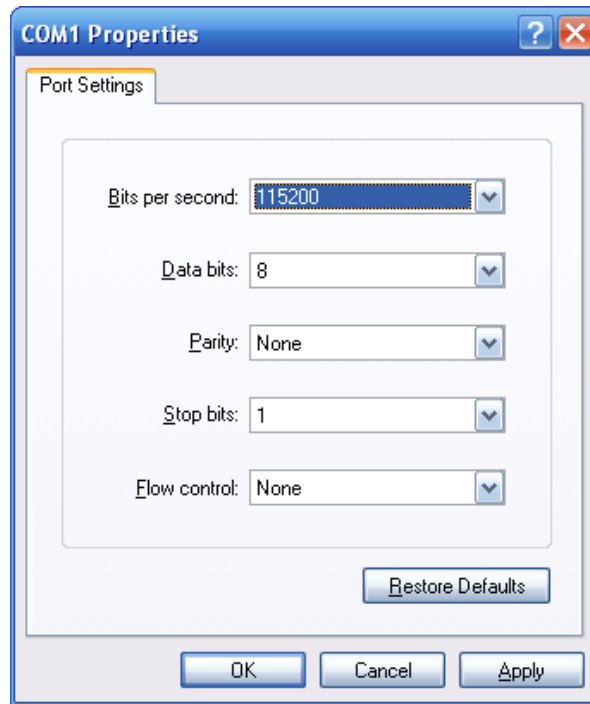 COM1 Properties
Port Settings
Bits per second: 115200
Data bits: 8
Parity: None
Stop bits: 1
Flow control: None
Restore Defaults
OK Cancel Apply